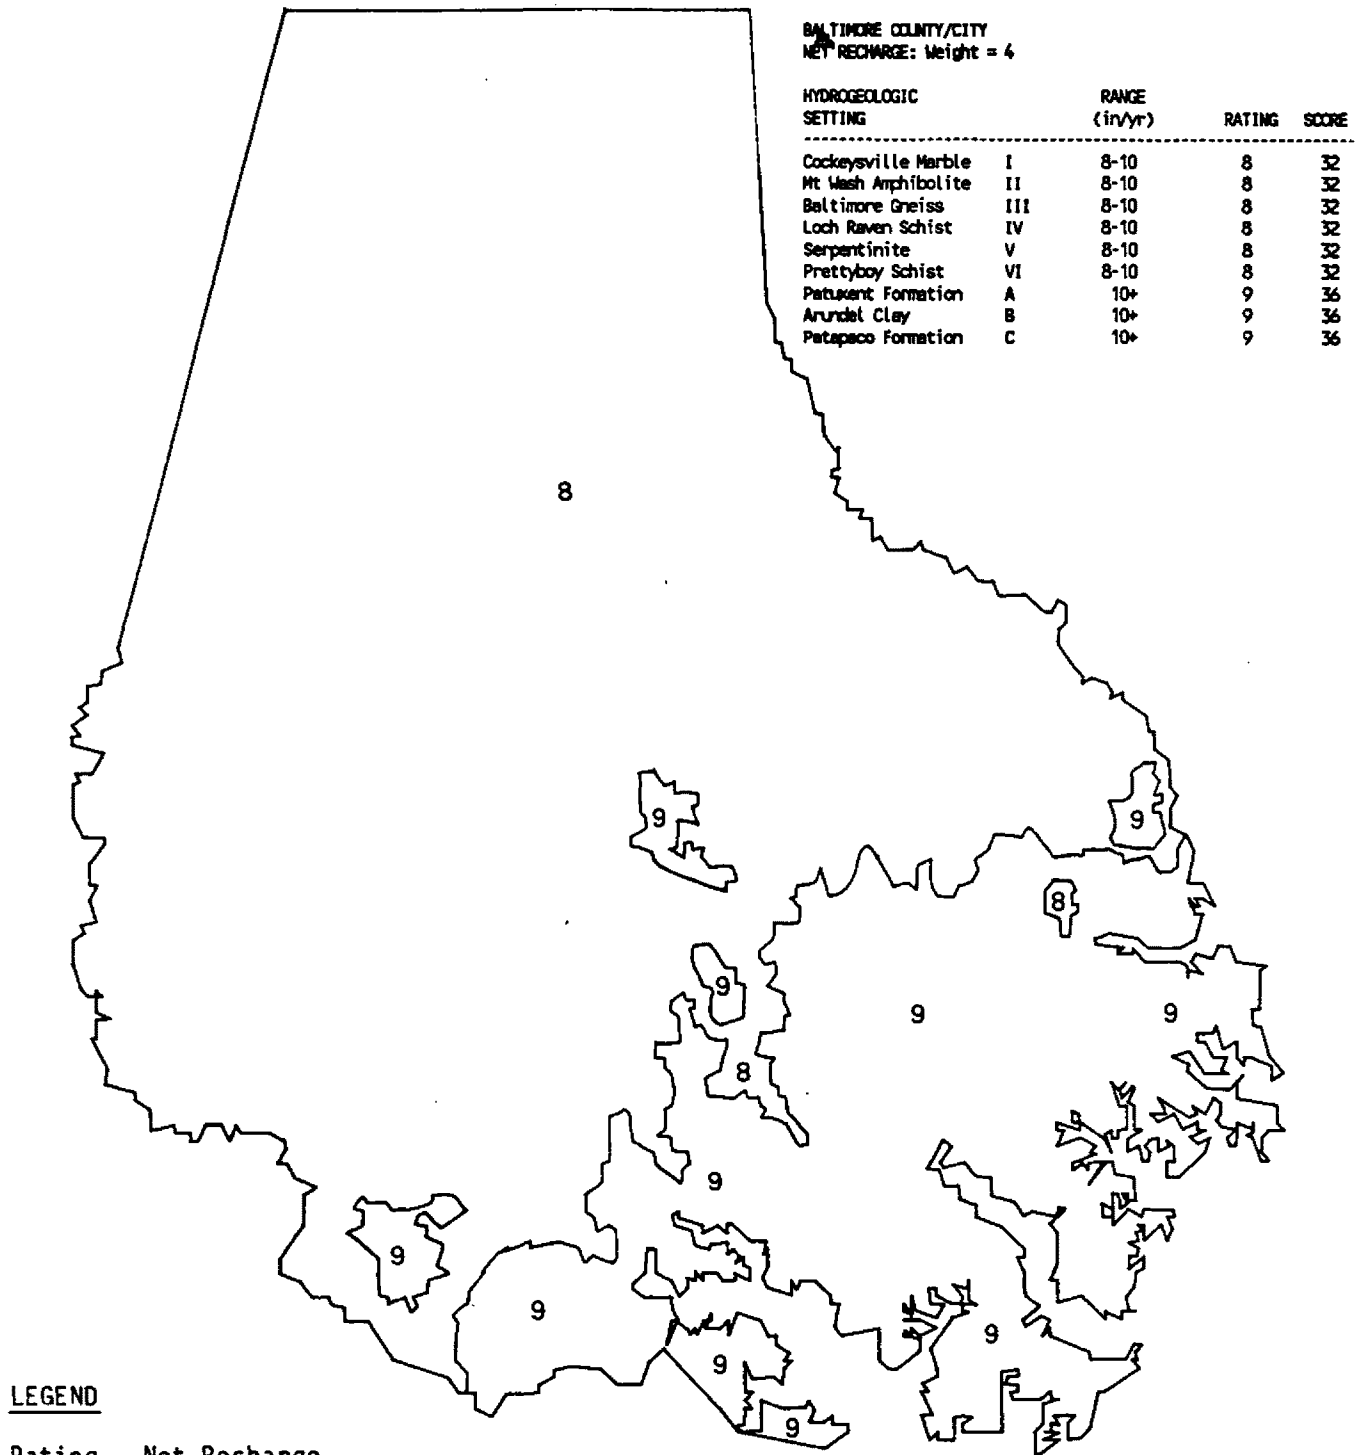 BALTIMORE COUNTY/CITY
NET RECHARGE: Weight = 4
HYDROGEOLOGIC RANGE
SETTING (in/yr) RATING SCORE
Cockeysville Marble I 8-10 8 32
Mt Wash Amphibolite II 8-10 8 32
Baltimore Gneiss III 8-10 8 32
Loch Raven Schist IV 8-10 8 32
Serpentinite V 8-10 8 32
Prettyboy Schist VI 8-10 8 32
Patuxent Formation A 10+ 9 36
Arundel Clay B 10+ 9 36
Patapsco Formation C 10+ 9 36
8
9
9
8
9
9
9
8
9
9
9
9
9
9
LEGEND
Rating Net Recharge